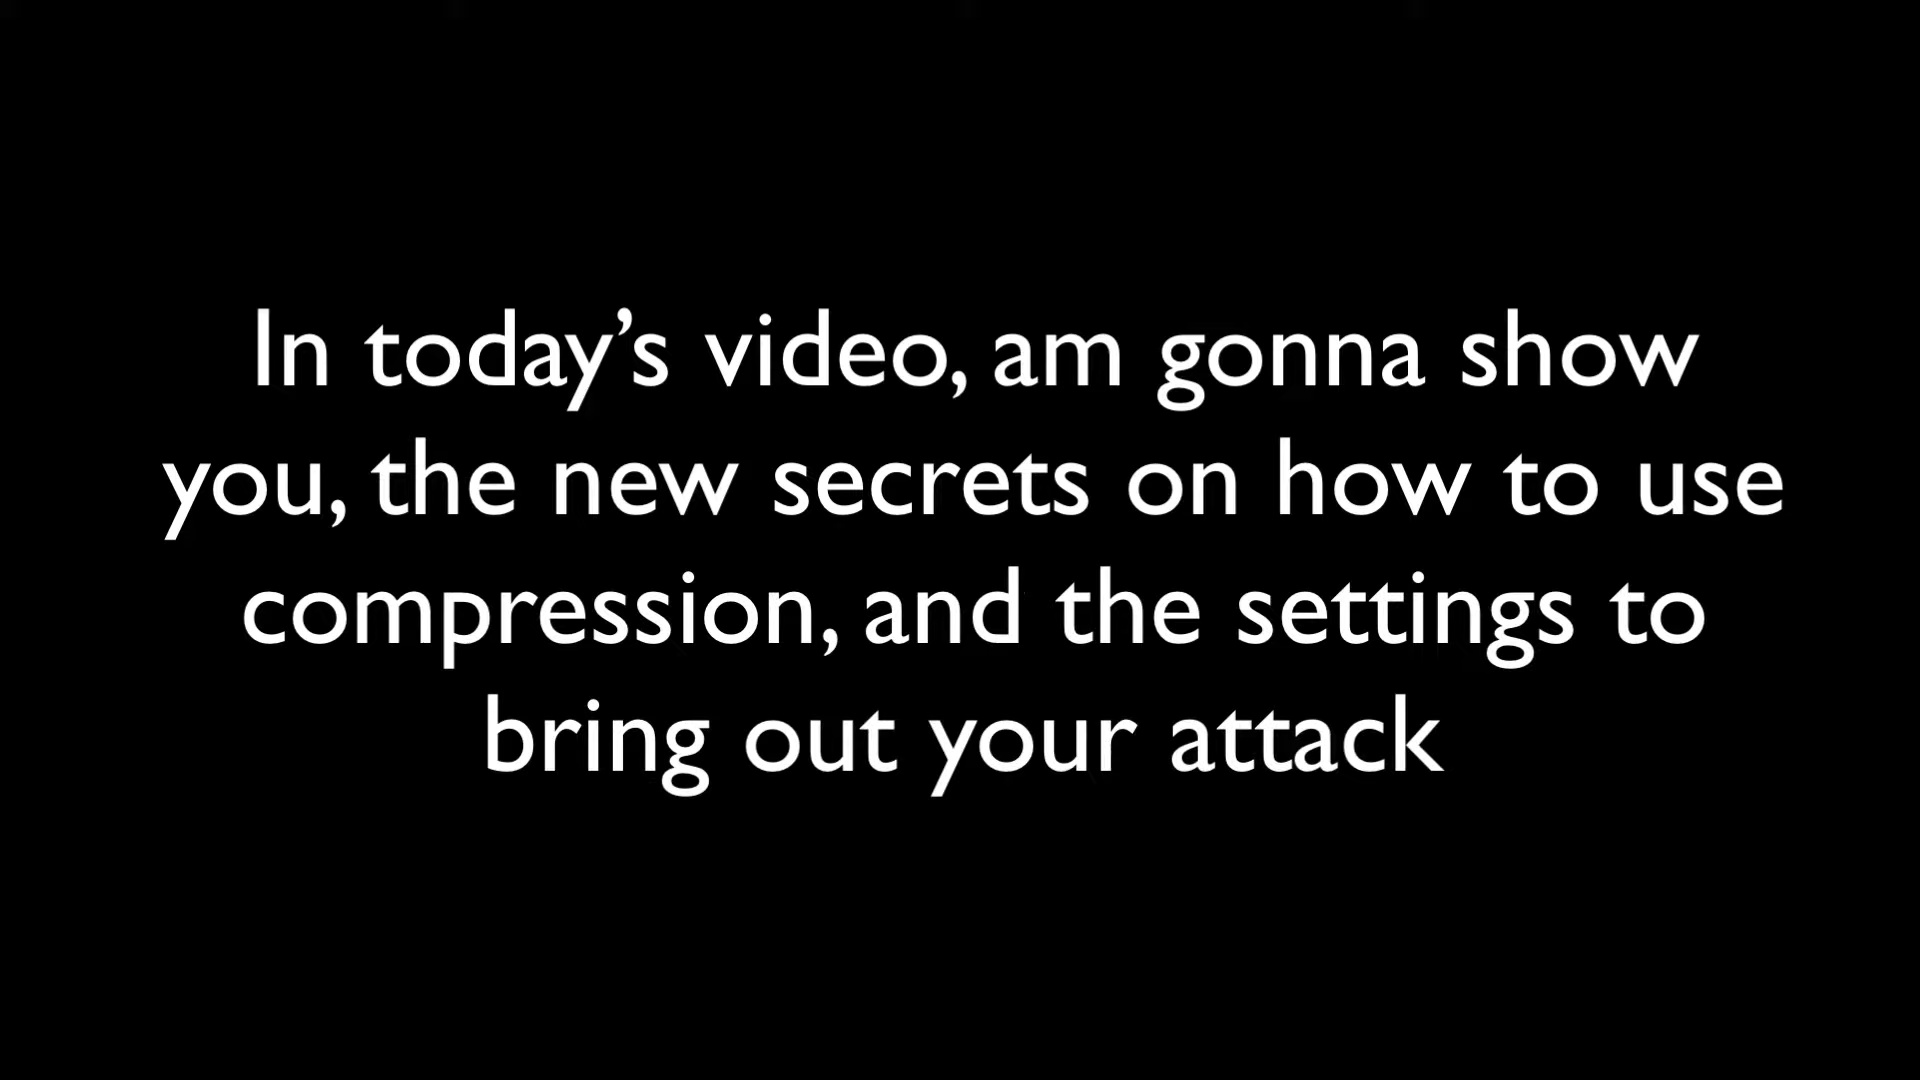 In today’s video, am gonna show
you, the new secrets on how to use
compression, and the settings to
bring out your attack